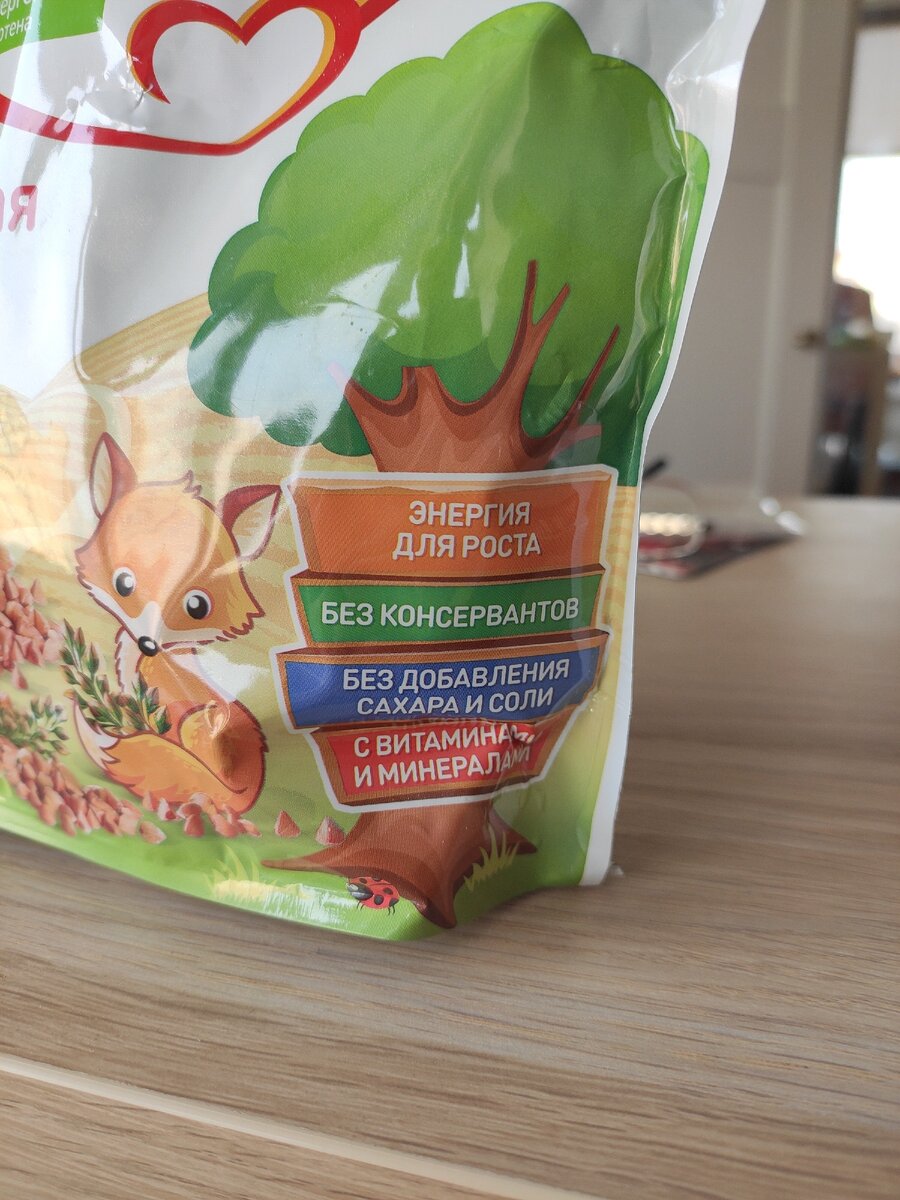 ЭНЕРГИЯ
ДЛЯ РОСТА
БЕЗ КОНСЕРВАНТОВ
БЕЗ ДОБАВЛЕНИЯ
САХАРА И СОЛИ
С ВИТАМИНАМИ
И МИНЕРАЛАМИ